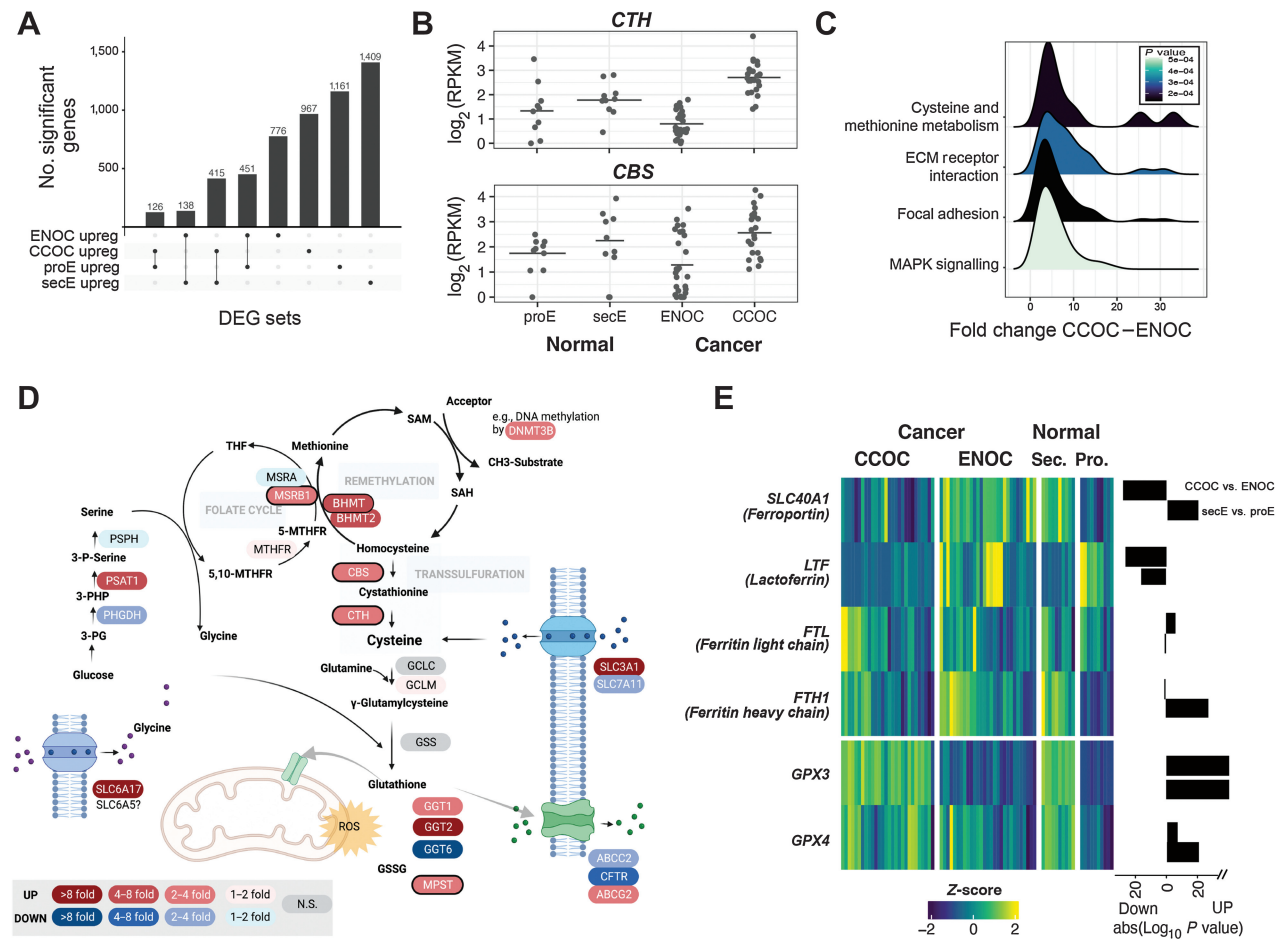 A
No. significant
genes
1,500
1,000
500
126
138
415
451
776
967
1,161
1,409
ENOC upreg
CCOC upreg
proE upreg
secE upreg
DEG sets
B
CTH
log2(RPKM)
4
3
2
1
0
CBS
log2(RPKM)
4
3
2
1
0
proE
secE
ENOC
CCOC
Normal
Cancer
C
P value
5e−04
4e−04
3e−04
2e−04
Cysteine and
methionine metabolism
ECM receptor
interaction
Focal adhesion
MAPK signalling
0
10
20
30
Fold change CCOC−ENOC
D
Acceptor
SAM
e.g., DNA methylation
by DNMT3B
THF
Methionine
CH3-Substrate
MSRA
MSRB1
REMETHYLATION
SAH
BHMT
BHMT2
FOLATE CYCLE
Serine
5-MTHFR
PSPH
MTHFR
Homocysteine
3-P-Serine
5,10-MTHFR
CBS
TRANSSULFURATION
PSAT1
3-PHP
Cystathionine
PHGDH
CTH
3-PG
Glycine
Cysteine
Glucose
Glutamine
GCLC
GCLM
SLC3A1
SLC7A11
γ-Glutamylcysteine
Glycine
GSS
SLC6A17
SLC6A5?
Glutathione
ROS
GGT1
GGT2
GGT6
GSSG
MPST
ABCC2
CFTR
ABCG2
UP
>8 fold
4–8 fold
2–4 fold
1–2 fold
N.S.
DOWN
>8 fold
4–8 fold
2–4 fold
1–2 fold
E
Cancer
Normal
CCOC
ENOC
Sec.
Pro.
SLC40A1
(Ferroportin)
CCOC vs. ENOC
secE vs. proE
LTF
(Lactoferrin)
FTL
(Ferritin light chain)
FTH1
(Ferritin heavy chain)
GPX3
GPX4
Z-score
−2
0
2
20
0
20
Down
UP
abs(Log10 P value)